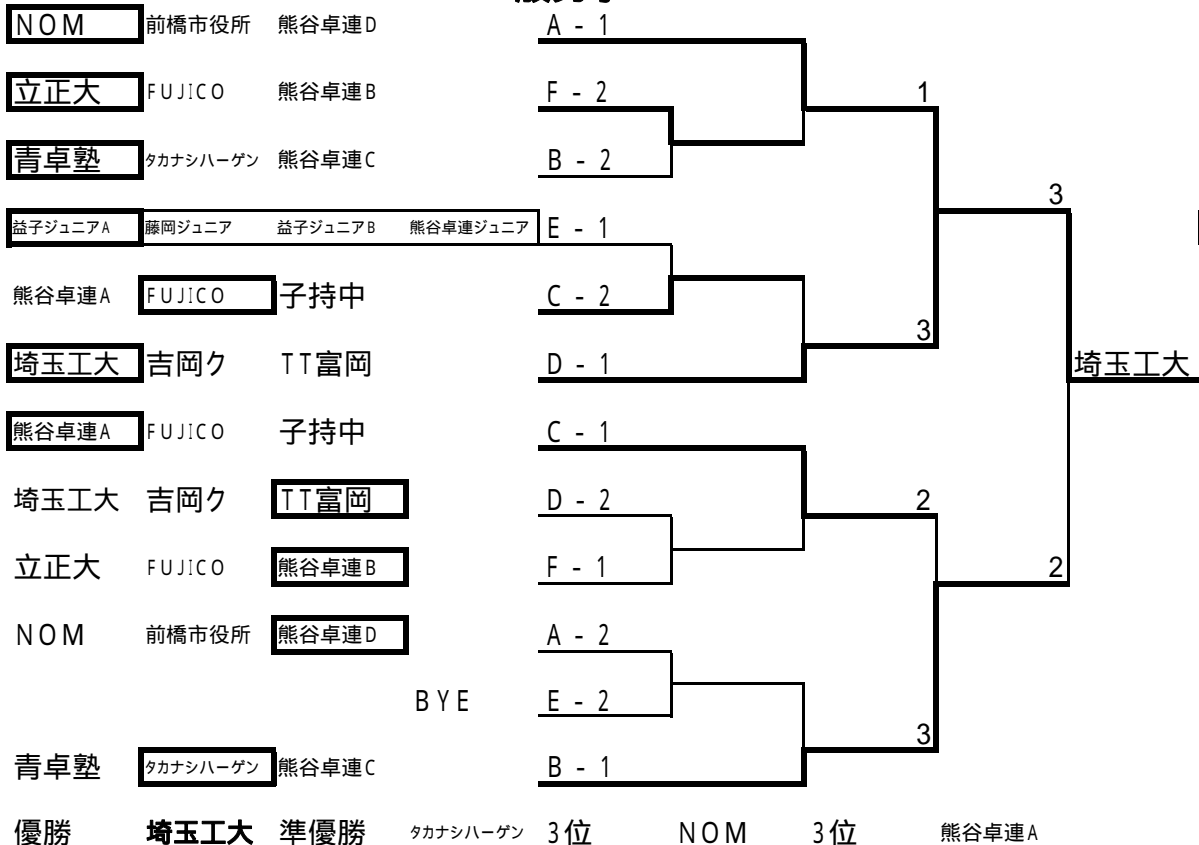 NOM 前橋市役所 熊谷卓連D A - 1
立正大 FUJICO 熊谷卓連B F - 2 1
青卓塾 タカナシハーゲン 熊谷卓連C B - 2
3
益子ジュニアA 藤岡ジュニア 益子ジュニアB 熊谷卓連ジュニア E - 1
熊谷卓連A FUJICO 子持中 C - 2
3
埼玉工大 吉岡ク TT富岡 D - 1 埼玉工大
熊谷卓連A FUJICO 子持中 C - 1
埼玉工大 吉岡ク TT富岡 D - 2 2
立正大 FUJICO 熊谷卓連B F - 1 2
NOM 前橋市役所 熊谷卓連D A - 2
BYE E - 2
3
青卓塾 タカナシハーゲン 熊谷卓連C B - 1
優勝 埼玉工大 準優勝 タカナシハーゲン 3位 NOM 3位 熊谷卓連A